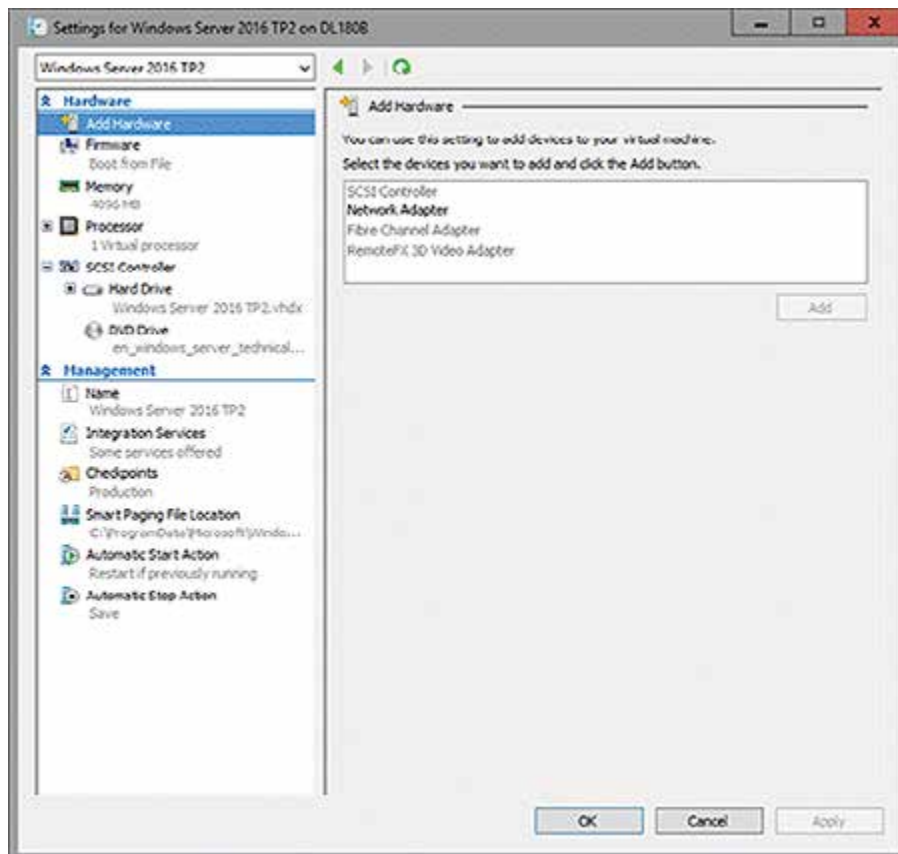 Settings for Windows Server 2016 TP2 on DL180B
Windows Server 2016 TP2
Hardware
Add Hardware
Firmware
Boot from File
Memory
4096 MB
Processor
1 Virtual processor
SCSI Controller
Hard Drive
Windows Server 2016 TP2.vhdx
DVD Drive
en_windows_server_technical...
Management
Name
Windows Server 2016 TP2
Integration Services
Some services offered
Checkpoints
Production
Smart Paging File Location
C:\ProgramData\Microsoft\Windo...
Automatic Start Action
Restart if previously running
Automatic Stop Action
Save
Add Hardware
You can use this setting to add devices to your virtual machine.
Select the devices you want to add and click the Add button.
SCSI Controller
Network Adapter
Fibre Channel Adapter
RemoteFX 3D Video Adapter
Add
OK
Cancel
Apply